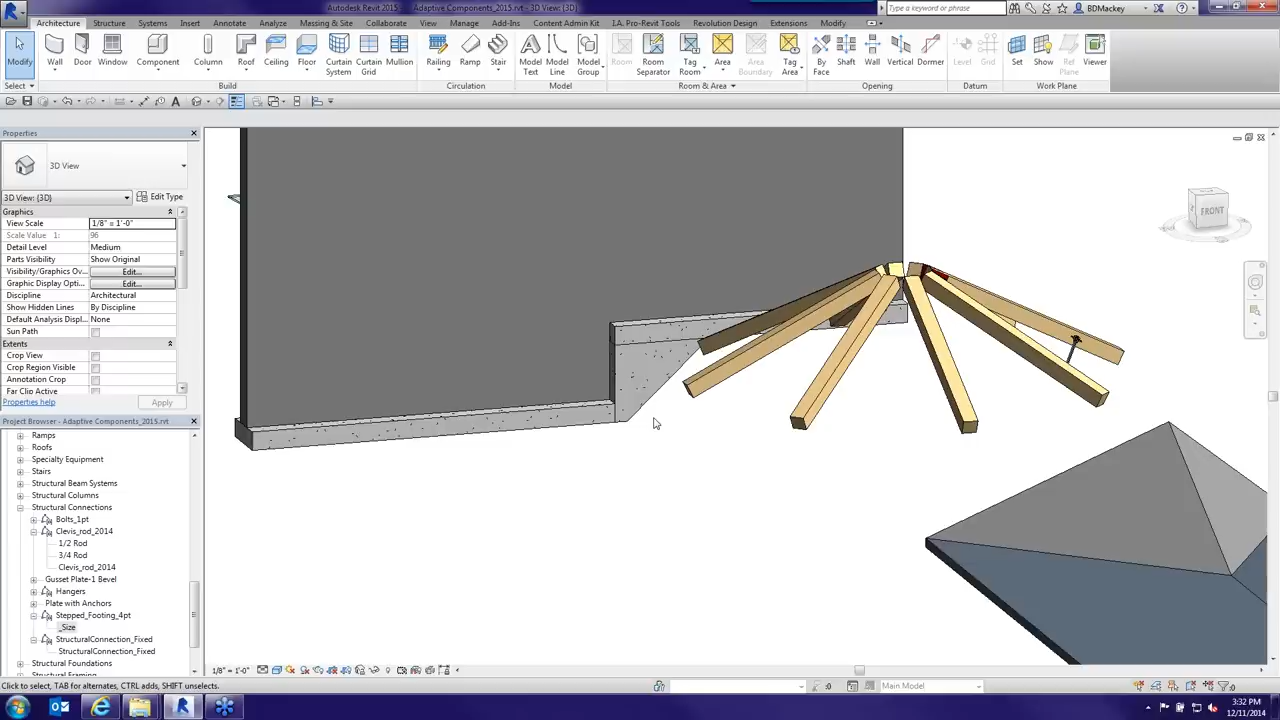 Autodesk Revit 2015 - Adaptive Components_2015.rvt - 3D View: {3D}
Type a keyword or phrase
BDMackey
Architecture Structure Systems Insert Annotate Analyze Massing & Site Collaborate View Manage Add-Ins Content Admin Kit I.A. Pro-Revit Tools Revolution Design Extensions Modify
Modify Wall Door Window Component Column Roof Ceiling Floor Curtain System Curtain Grid Mullion Railing Ramp Stair Model Text Model Line Model Group Room Room Separator Tag Room Area Area Boundary Tag Area By Face Shaft Wall Vertical Dormer Level Grid Set Show Ref Plane Viewer
Select Build Circulation Model Room & Area Opening Datum Work Plane
Properties
3D View
3D View: {3D} Edit Type
Graphics
View Scale 1/8" = 1'-0"
Scale Value 1: 96
Detail Level Medium
Parts Visibility Show Original
Visibility/Graphics Ov... Edit...
Graphic Display Opti... Edit...
Discipline Architectural
Show Hidden Lines By Discipline
Default Analysis Displ... None
Sun Path
Extents
Crop View
Crop Region Visible
Annotation Crop
Far Clip Active
Properties help Apply
Project Browser - Adaptive Components_2015.rvt
Ramps
Roofs
Specialty Equipment
Stairs
Structural Beam Systems
Structural Columns
Structural Connections
Bolts_1pt
Clevis_rod_2014
1/2 Rod
3/4 Rod
Clevis_rod_2014
Gusset Plate-1 Bevel
Hangers
Plate with Anchors
Stepped_Footing_4pt
_Size
StructuralConnection_Fixed
StructuralConnection_Fixed
Structural Foundations
Structural Framing
FRONT
1/8" = 1'-0"
Click to select, TAB for alternates, CTRL adds, SHIFT unselects.
:0
Main Model
:0
3:32 PM
12/11/2014